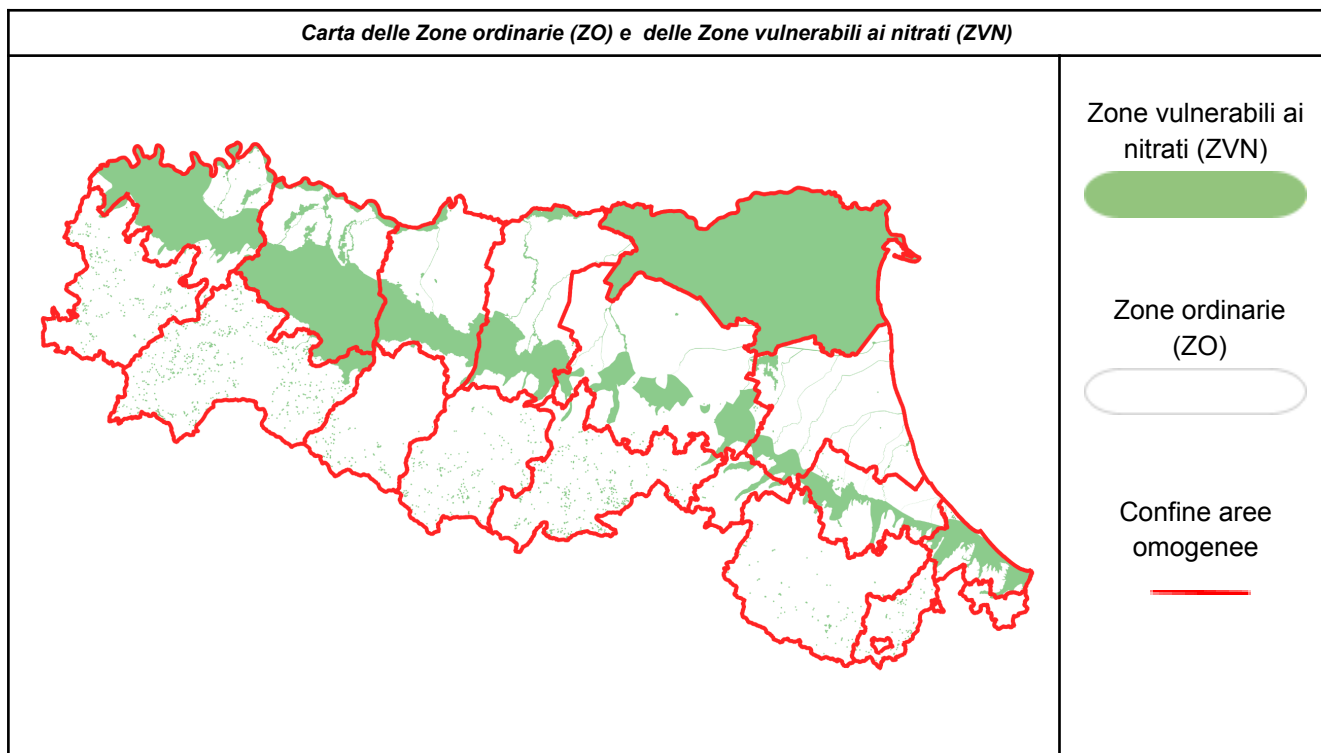 Carta delle Zone ordinarie (ZO) e  delle Zone vulnerabili ai nitrati (ZVN)
Zone vulnerabili ai
nitrati (ZVN)
Zone ordinarie
(ZO)
Confine aree
omogenee